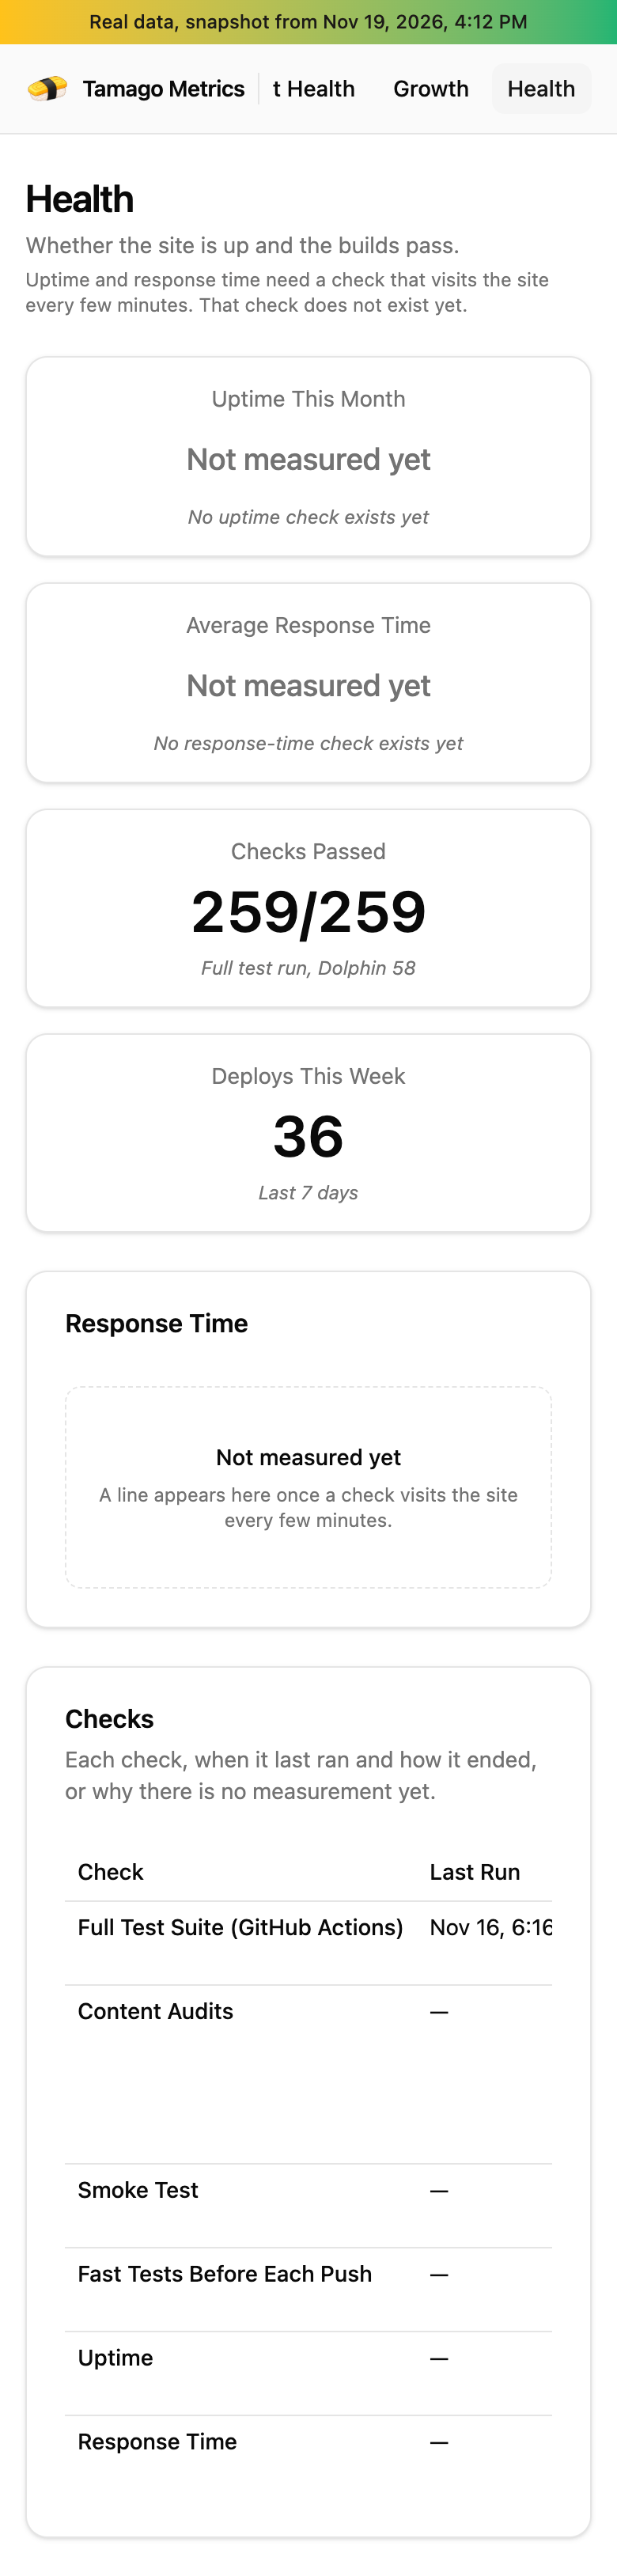 Real data, snapshot from Nov 19, 2026, 4:12 PM
Tamago Metrics
t Health
Growth
Health
Health
Whether the site is up and the builds pass.
Uptime and response time need a check that visits the site
every few minutes. That check does not exist yet.
Uptime This Month
Not measured yet
No uptime check exists yet
Average Response Time
Not measured yet
No response-time check exists yet
Checks Passed
259/259
Full test run, Dolphin 58
Deploys This Week
36
Last 7 days
Response Time
Not measured yet
A line appears here once a check visits the site
every few minutes.
Checks
Each check, when it last ran and how it ended,
or why there is no measurement yet.
Check Last Run
Full Test Suite (GitHub Actions) Nov 16, 6:16
Content Audits —
Smoke Test —
Fast Tests Before Each Push —
Uptime —
Response Time —